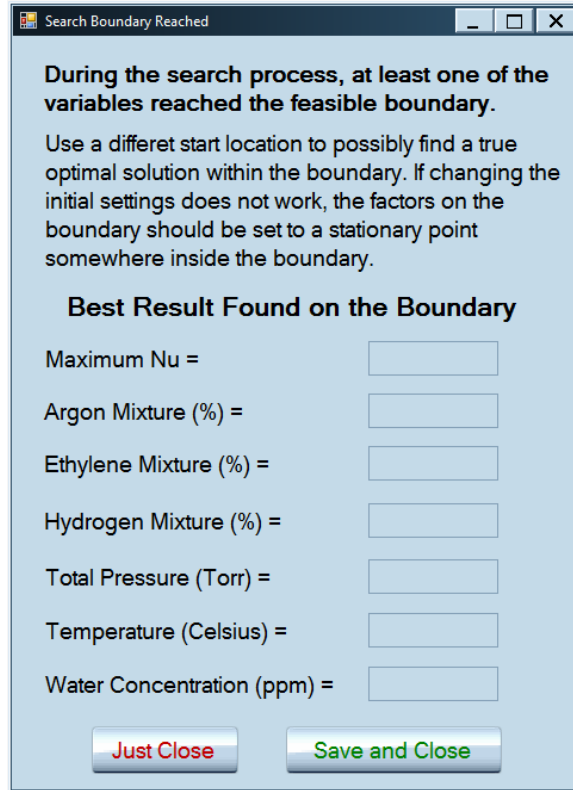 Search Boundary Reached
During the search process, at least one of the
variables reached the feasible boundary.
Use a differet start location to possibly find a true
optimal solution within the boundary. If changing the
initial settings does not work, the factors on the
boundary should be set to a stationary point
somewhere inside the boundary.
Best Result Found on the Boundary
Maximum Nu =
Argon Mixture (%) =
Ethylene Mixture (%) =
Hydrogen Mixture (%) =
Total Pressure (Torr) =
Temperature (Celsius) =
Water Concentration (ppm) =
Just Close Save and Close